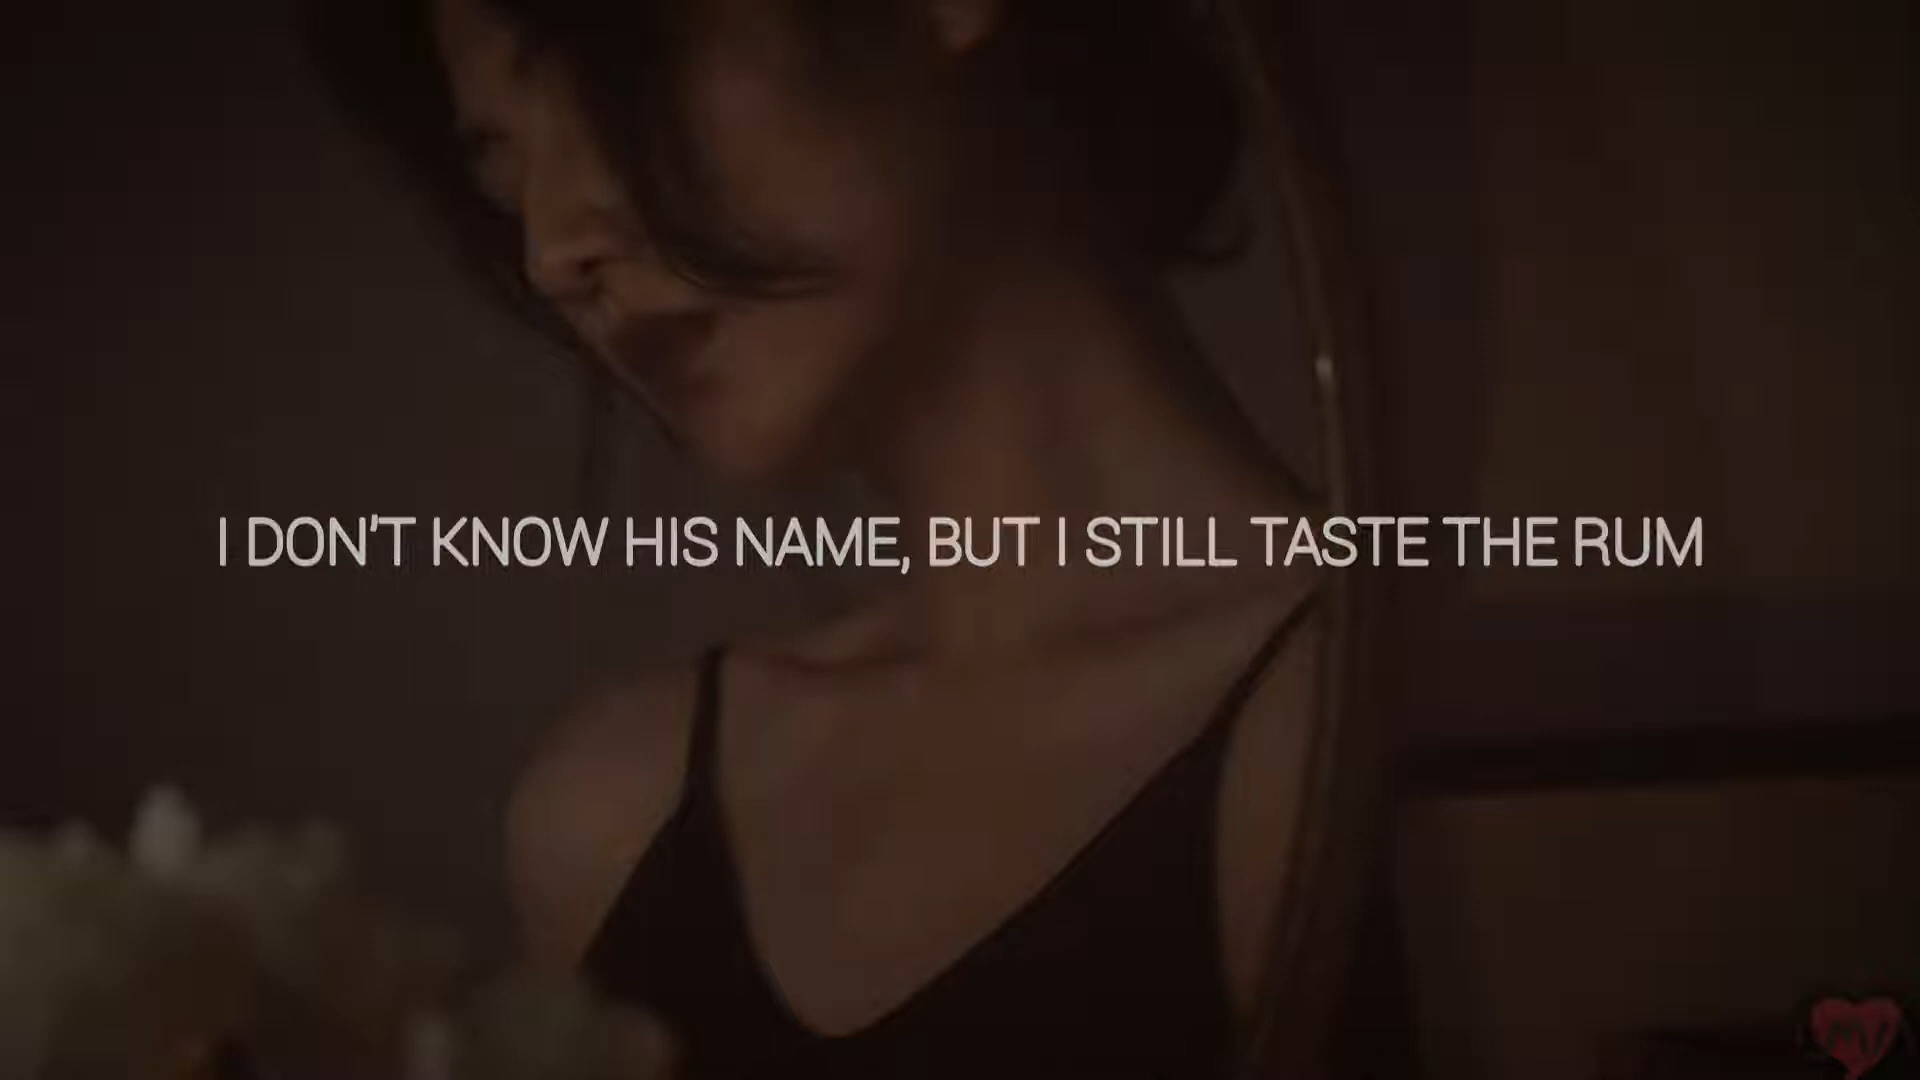 I DON'T KNOW HIS NAME, BUT I STILL TASTE THE RUM